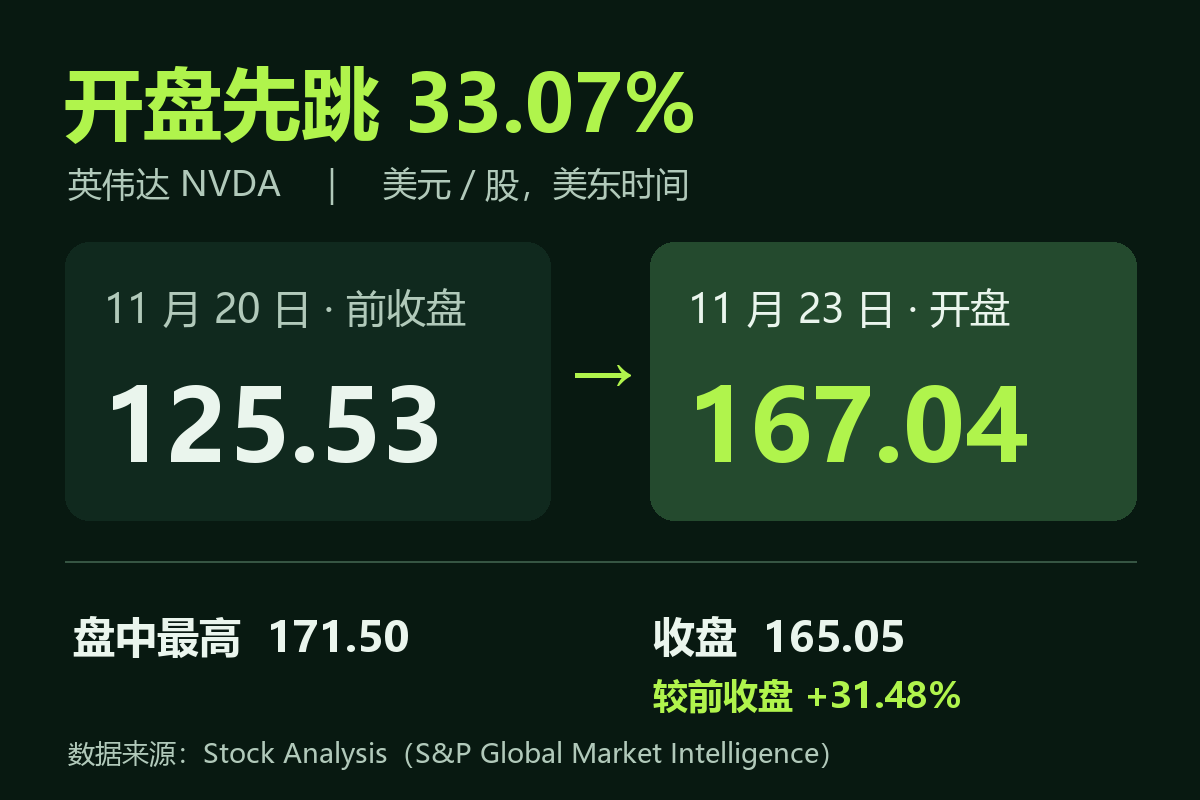 开盘先跳 33.07%
英伟达 NVDA | 美元 / 股，美东时间
11 月 20 日 · 前收盘
125.53
→
11 月 23 日 · 开盘
167.04
盘中最高 171.50
收盘 165.05
较前收盘 +31.48%
数据来源：Stock Analysis（S&P Global Market Intelligence）